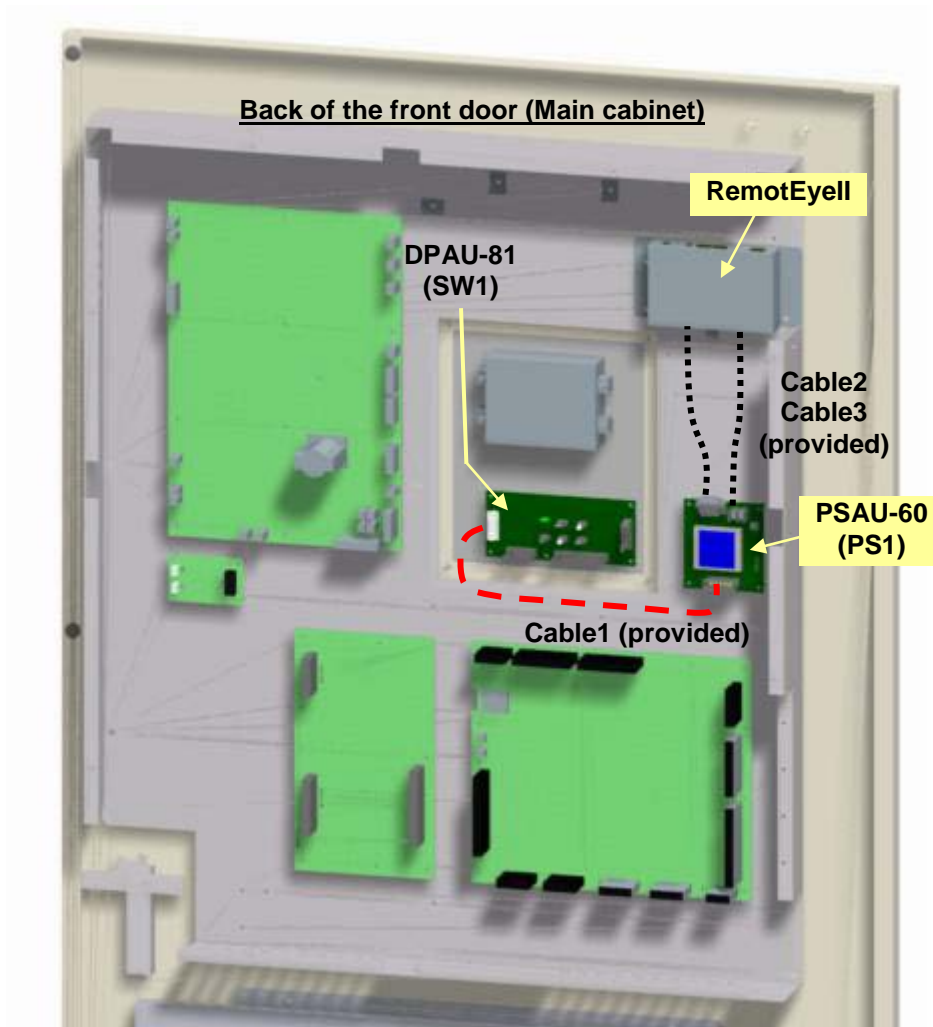 Back of the front door (Main cabinet)
RemotEyeII
DPAU-81
(SW1)
Cable2
Cable3
(provided)
PSAU-60
(PS1)
Cable1 (provided)